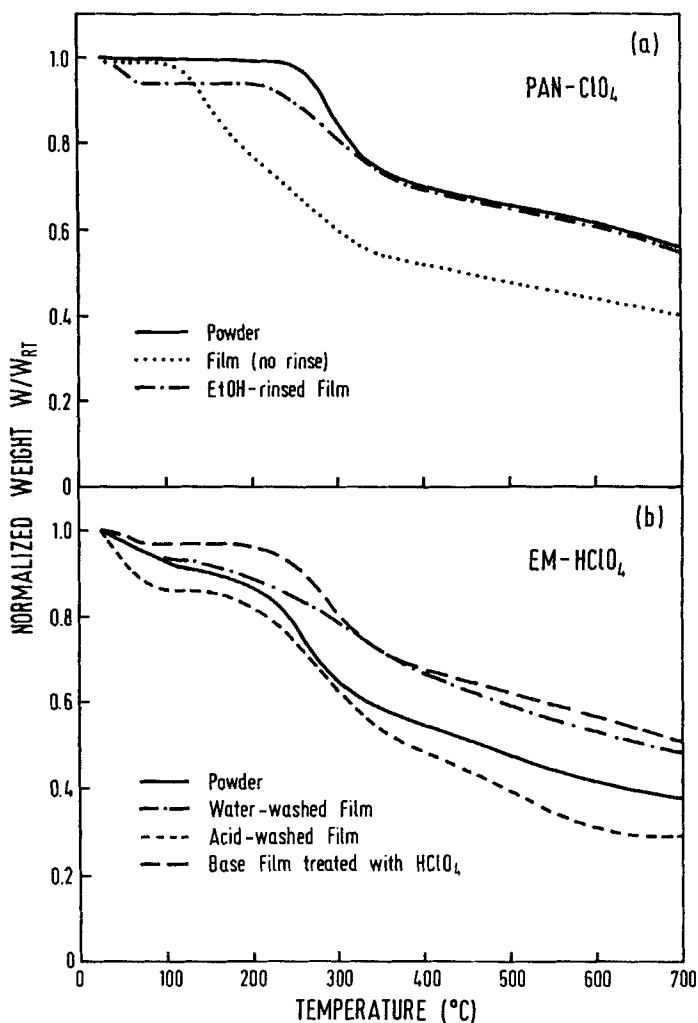 (a)
PAN-ClO₄
1.0
0.8
0.6
0.4
0.2
0
Powder
Film (no rinse)
EtOH-rinsed Film
NORMALIZED WEIGHT W/W_RT
(b)
EM-HClO₄
1.0
0.8
0.6
0.4
0.2
0
Powder
Water-washed Film
Acid-washed Film
Base Film treated with HClO₄
0 100 200 300 400 500 600 700
TEMPERATURE (°C)